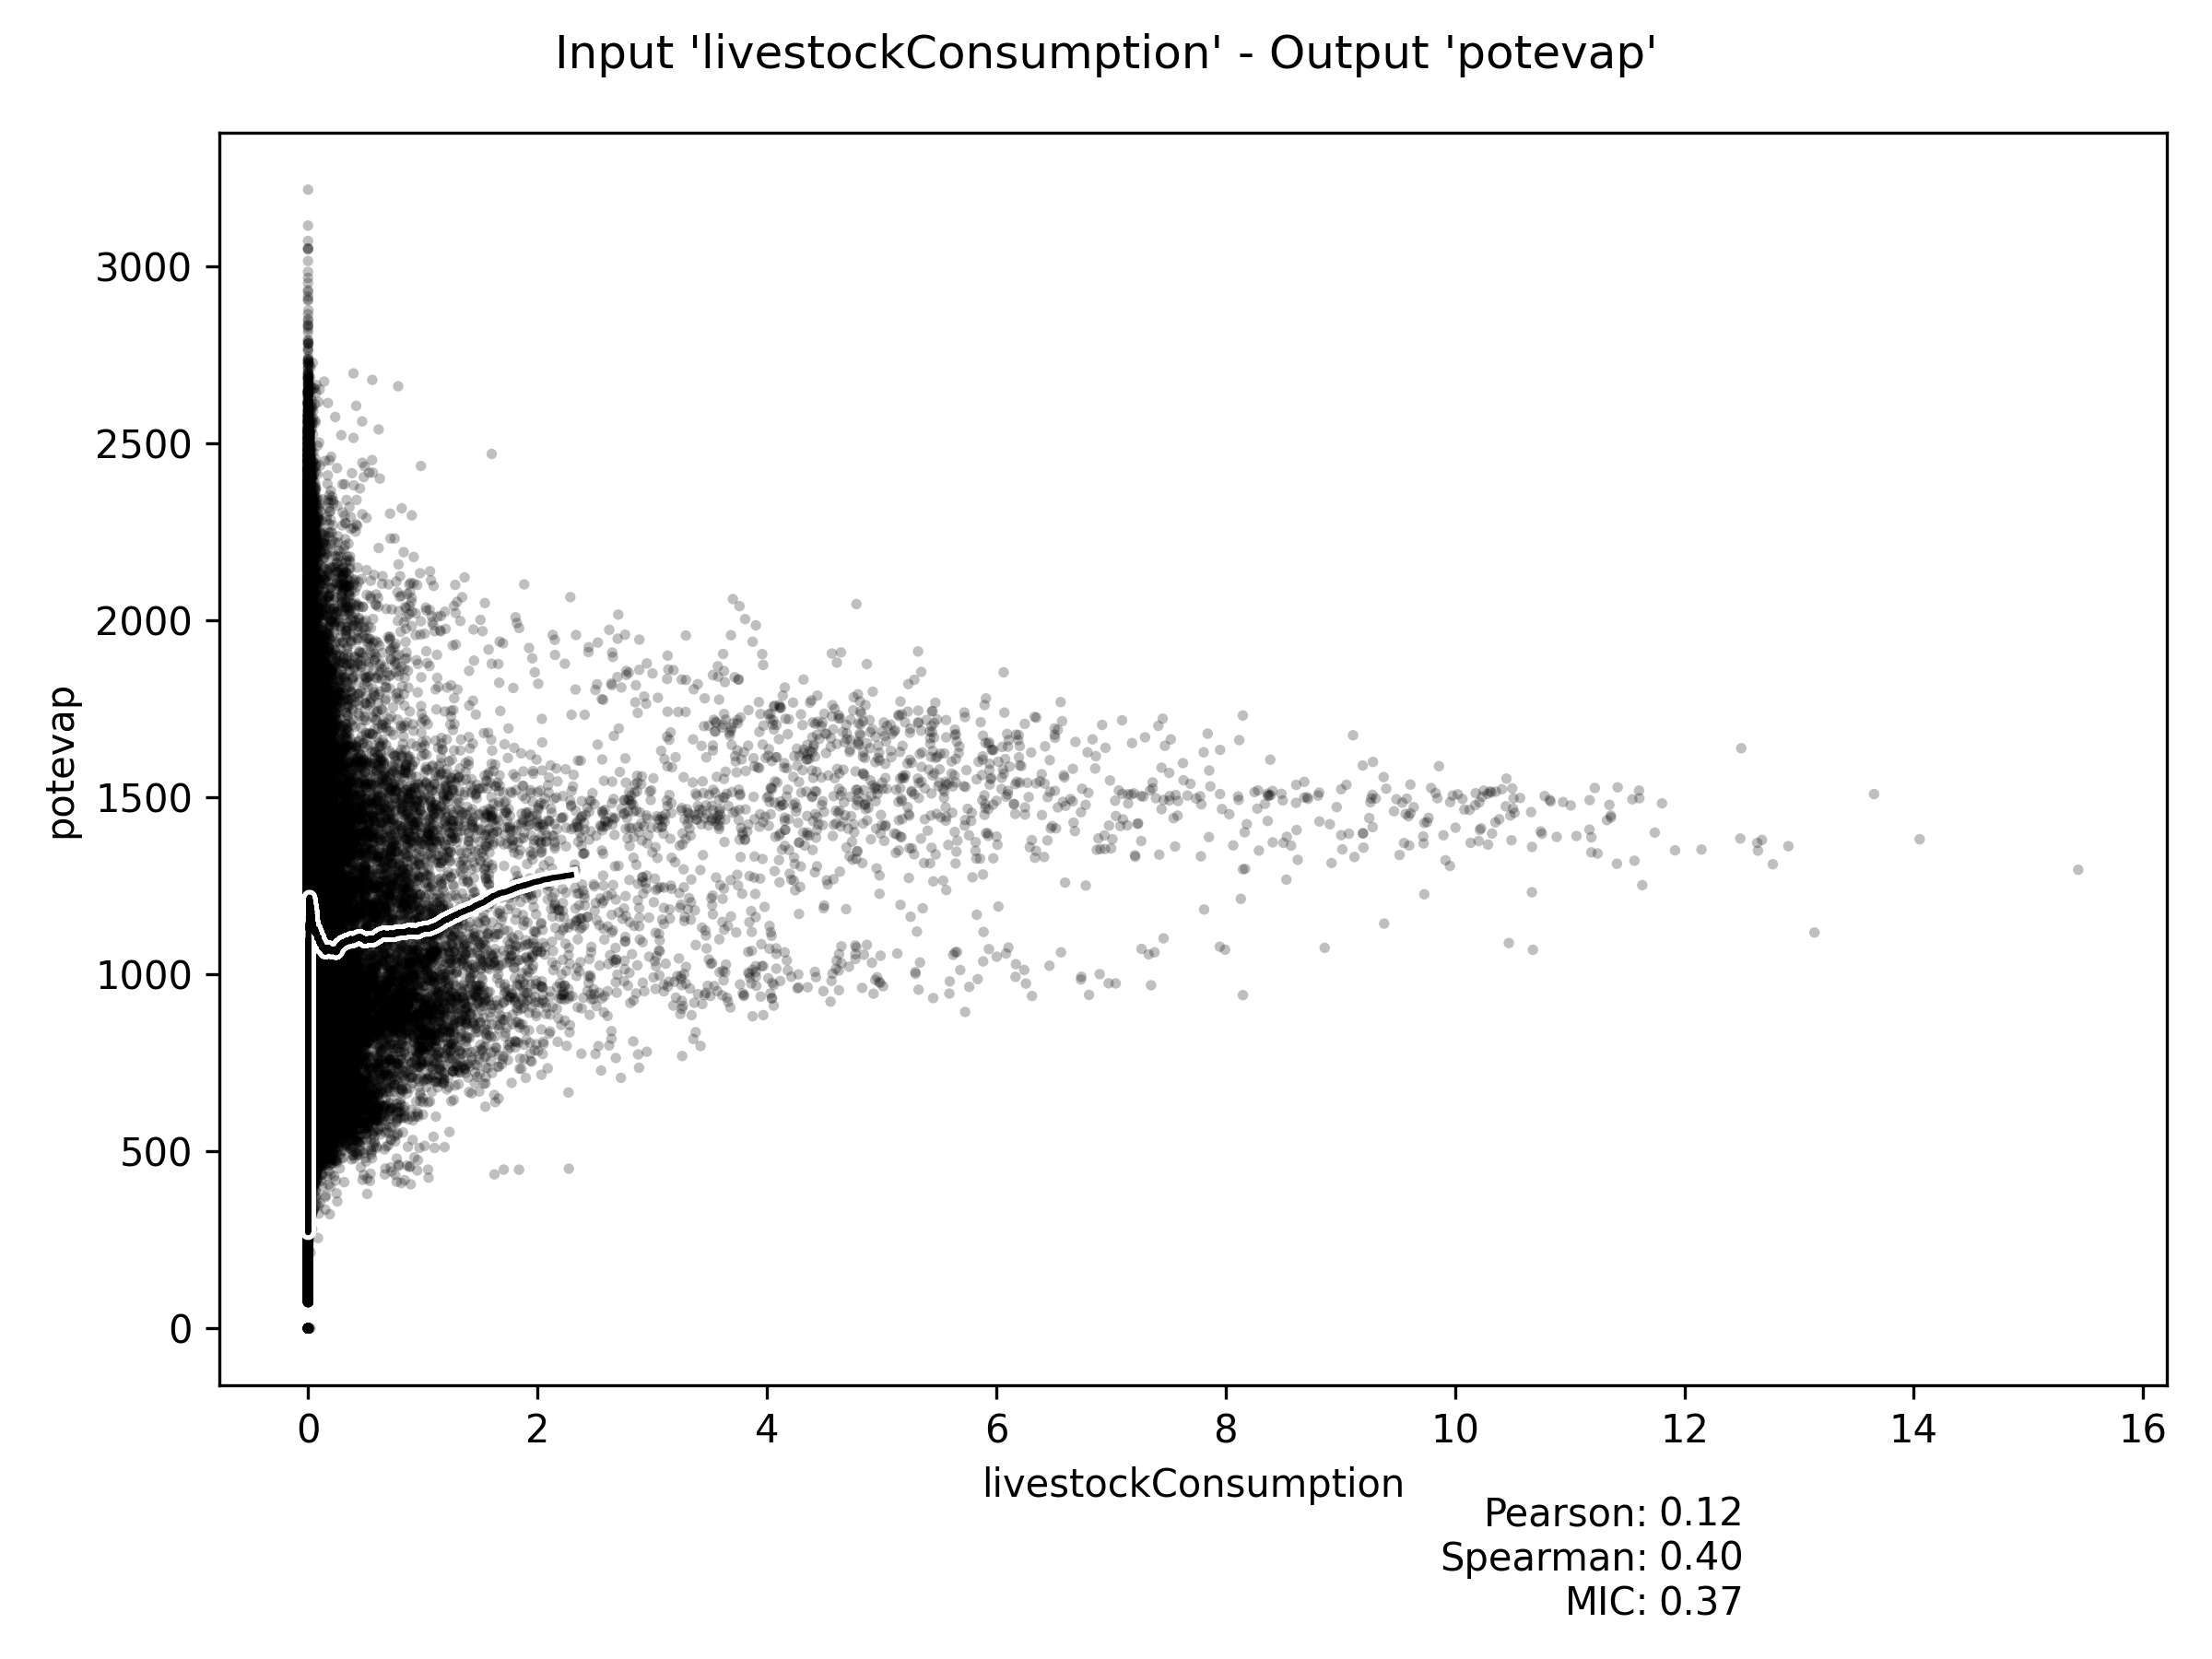 Input 'livestockConsumption' - Output 'potevap'
3000
2500
2000
1500
1000
500
0
potevap
0 2 4 6 8 10 12 14 16
livestockConsumption
Pearson: 0.12
Spearman: 0.40
MIC: 0.37